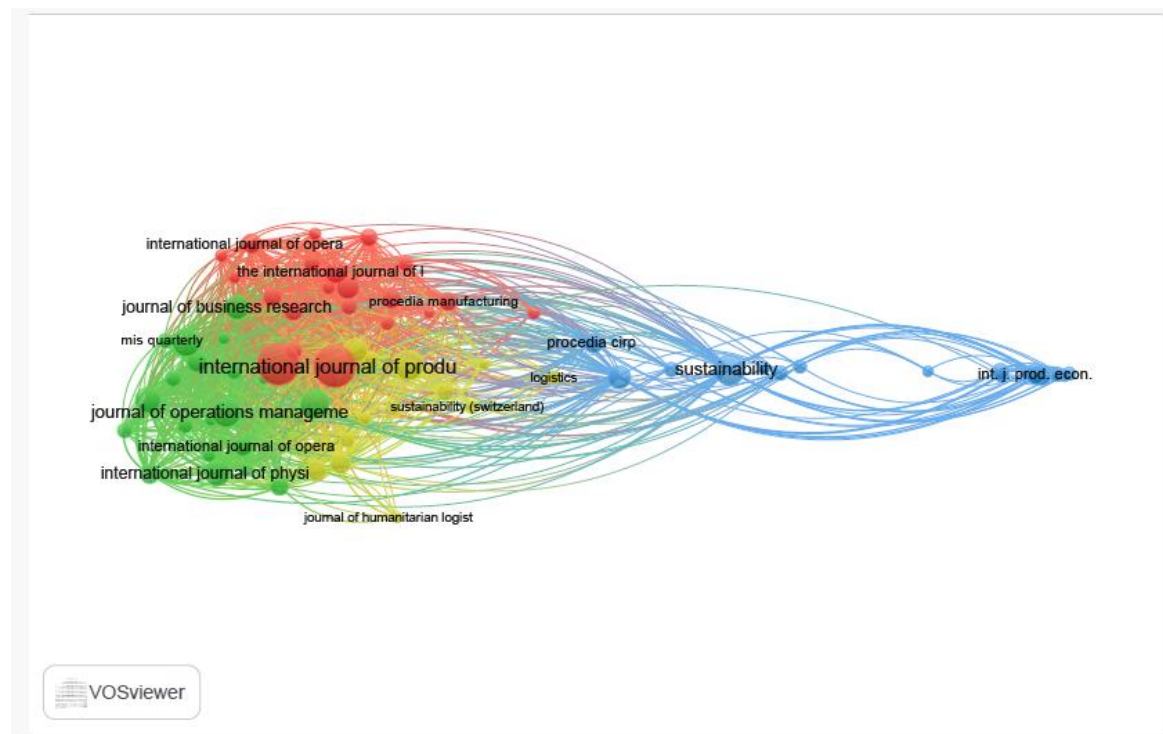 international journal of opera
the international journal of l
procedia manufacturing
journal of business research
mis quarterly
procedia cirp
international journal of produ
sustainability
int. j. prod. econ.
logistics
sustainability (switzerland)
journal of operations manageme
international journal of opera
international journal of physi
journal of humanitarian logist
VOSviewer